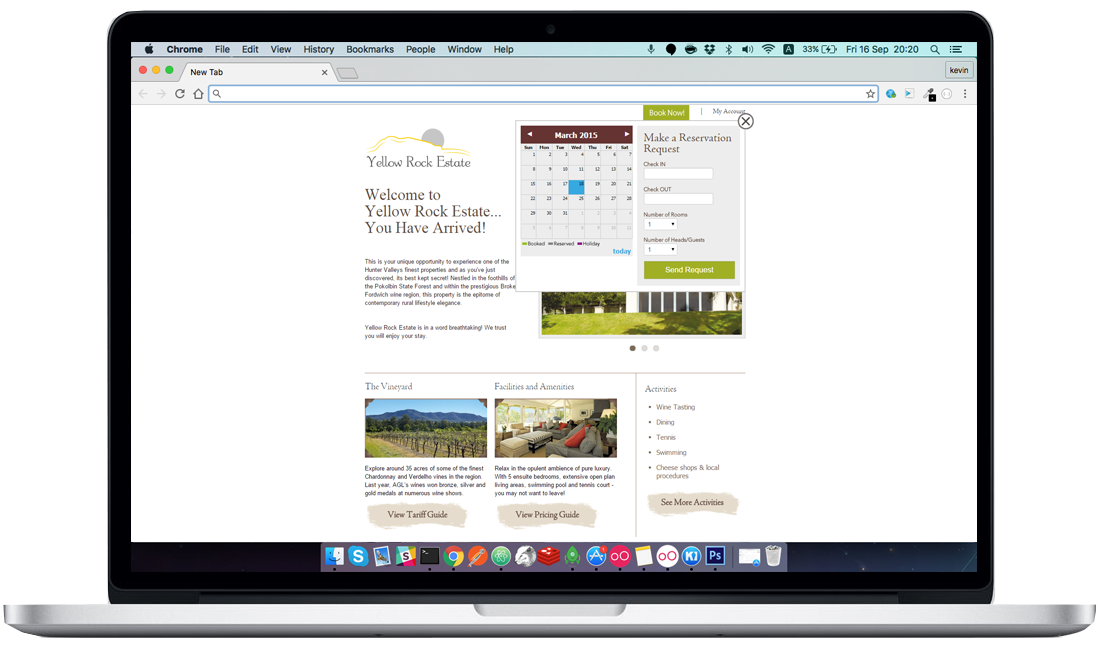 Chrome File Edit View History Bookmarks People Window Help
A 33% Fri 16 Sep 20:20
New Tab
kevin
Book Now! | My Account
Yellow Rock Estate
March 2015
Sun Mon Tue Wed Thu Fri Sat
1 2 3 4 5 6 7
8 9 10 11 12 13 14
15 16 17 18 19 20 21
22 23 24 25 26 27 28
29 30 31 1 2 3 4
5 6 7 8 9 10 11
Booked Reserved Holiday
today
Make a Reservation
Request
Check IN
Check OUT
Number of Rooms
1
Number of Heads/Guests
1
Send Request
Welcome to
Yellow Rock Estate...
You Have Arrived!
This is your unique opportunity to experience one of the
Hunter Valleys finest properties and as you've just
discovered, its best kept secret! Nestled in the foothills of
the Pokolbin State Forest and within the prestigious Broke
Fordwich wine region, this property is the epitome of
contemporary rural lifestyle elegance.
Yellow Rock Estate is in a word breathtaking! We trust
you will enjoy your stay.
The Vineyard
Explore around 35 acres of some of the finest
Chardonnay and Verdelho vines in the region
Last year, AGL's vines won bronze, silver and
gold medals at numerous wine shows.
View Tariff Guide
Facilities and Amenities
Relax in the opulent ambience of pure luxury.
With 5 ensuite bedrooms, extensive open plan
living areas, swimming pool and tennis court -
you may not want to leave!
View Pricing Guide
Activities
Wine Tasting
Dining
Tennis
Swimming
Cheese shops & local
procedures
See More Activities
Ps